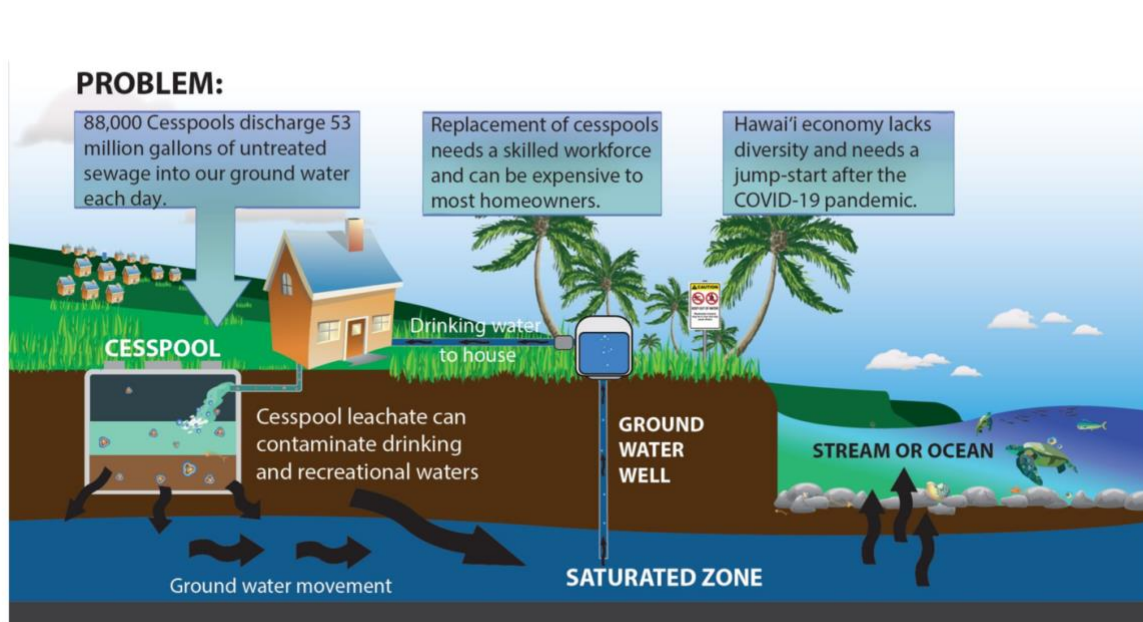 PROBLEM:
88,000 Cesspools discharge 53
million gallons of untreated
sewage into our ground water
each day.
Replacement of cesspools
needs a skilled workforce
and can be expensive to
most homeowners.
Hawai‘i economy lacks
diversity and needs a
jump-start after the
COVID-19 pandemic.
CAUTION
Drinking water
to house
CESSPOOL
Cesspool leachate can
contaminate drinking
and recreational waters
GROUND
WATER
WELL
STREAM OR OCEAN
Ground water movement
SATURATED ZONE